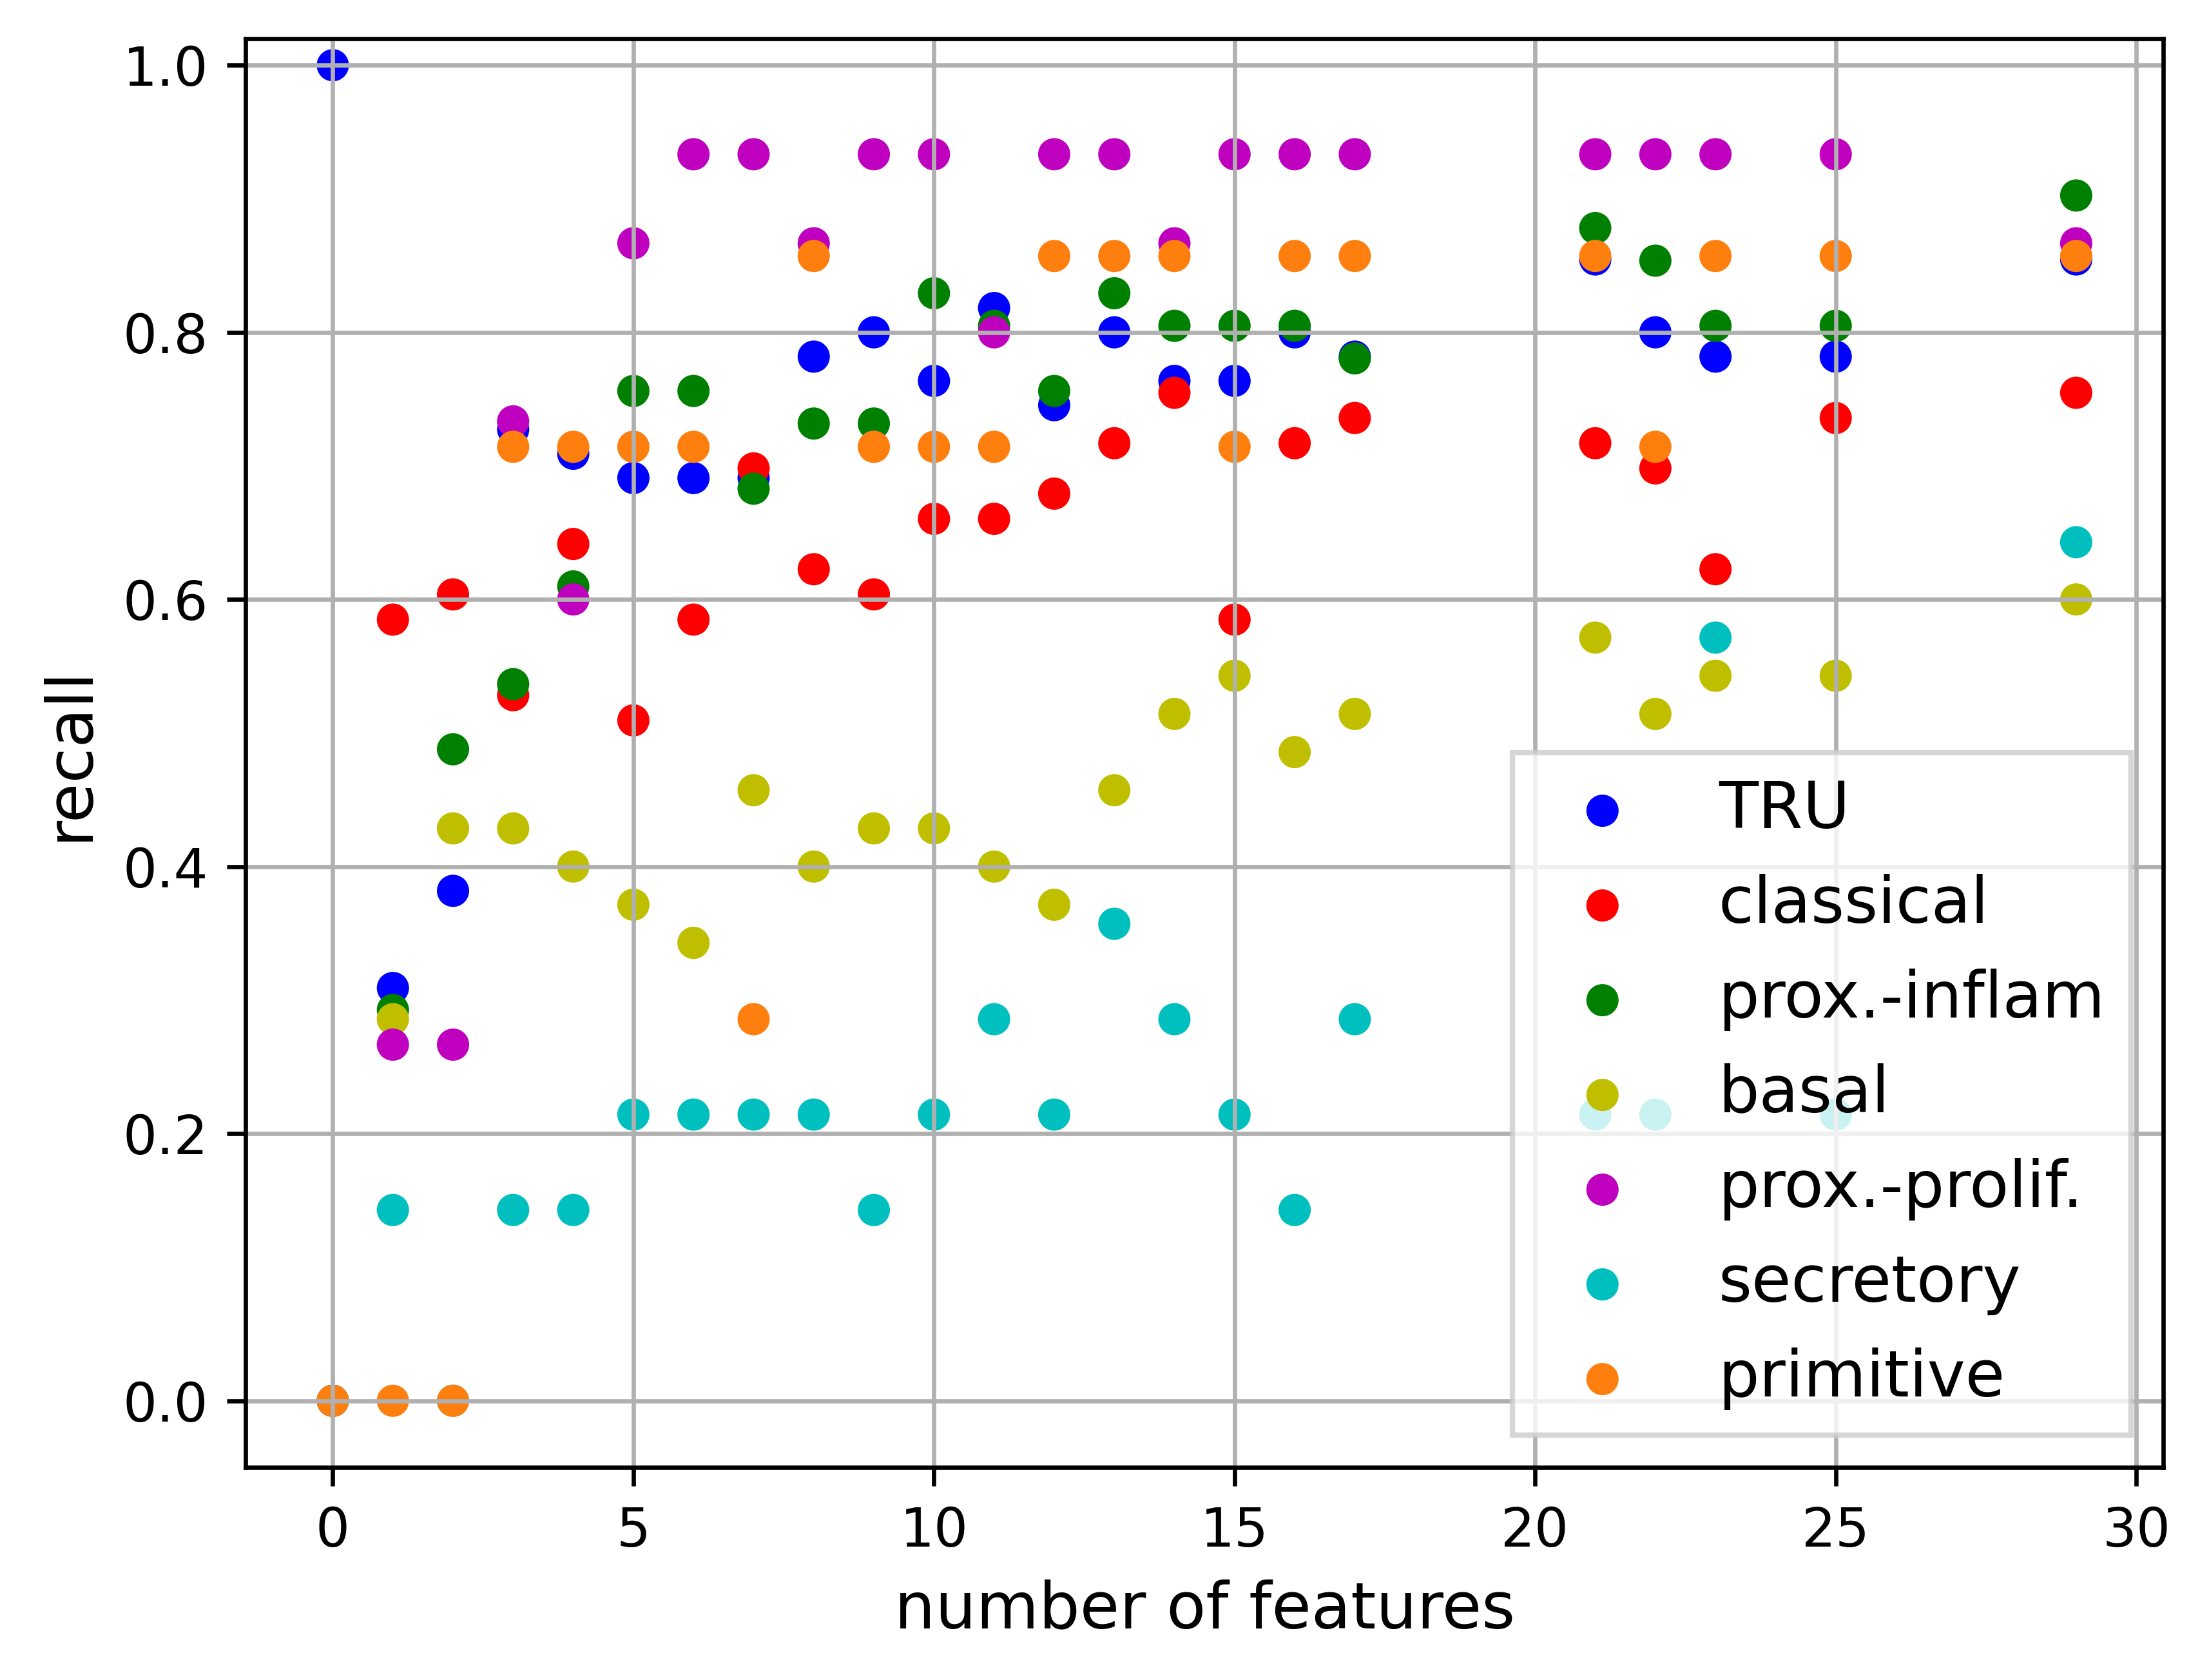 1.0
0.8
0.6
0.4
0.2
0.0
recall
TRU
classical
prox.-inflam
basal
prox.-prolif.
secretory
primitive
0 5 10 15 20 25 30
number of features